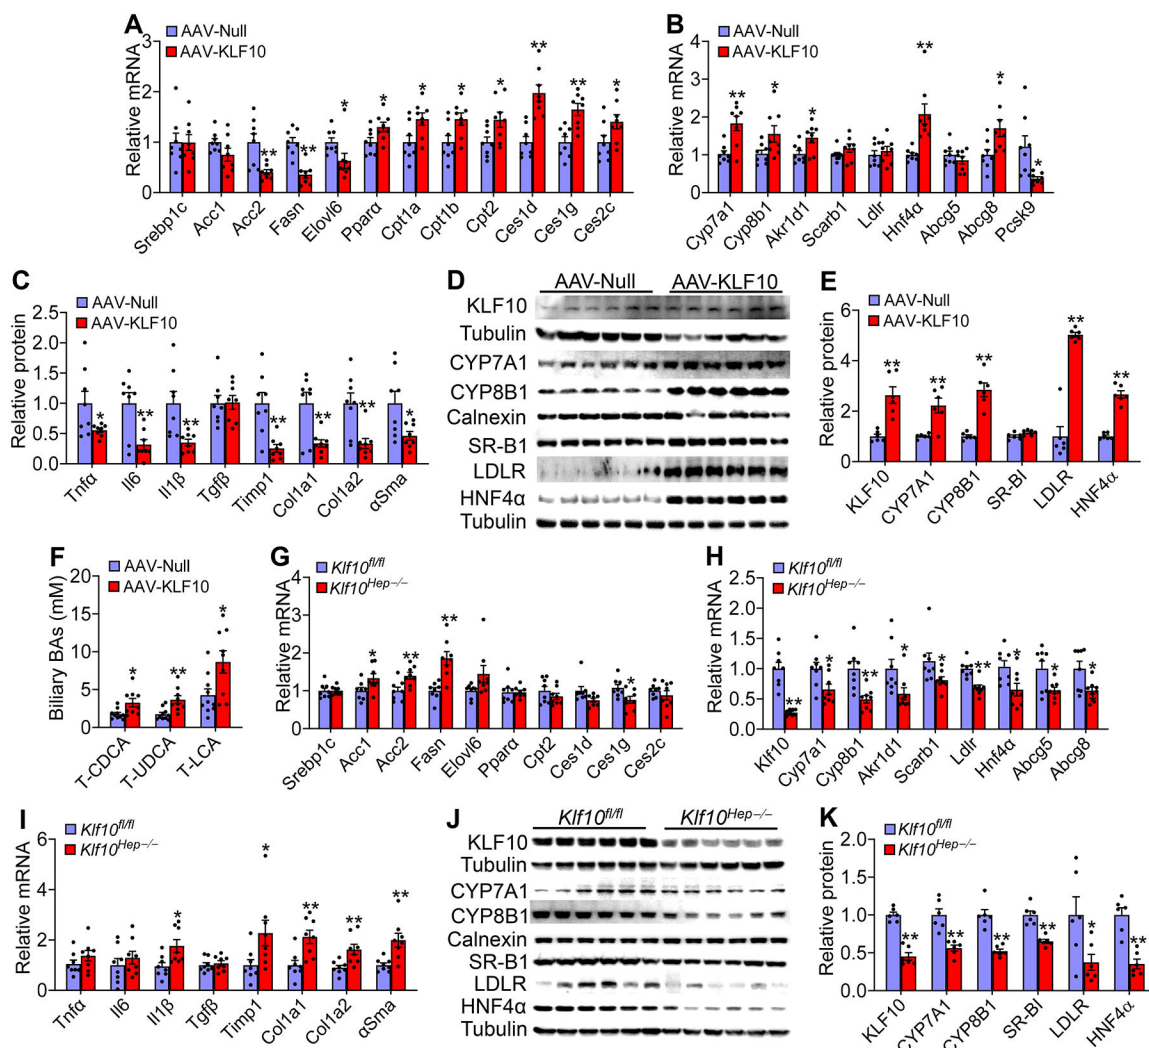 A
AAV-Null
AAV-KLF10
Relative mRNA
3
2
1
0
Srebp1c
Acc1
Acc2
Fasn
Elovl6
Pparα
Cpt1a
Cpt1b
Cpt2
Ces1d
Ces1g
Ces2c
** ** * * * * * ** ** *
B
AAV-Null
AAV-KLF10
Relative mRNA
4
3
2
1
0
Cyp7a1
Cyp8b1
Akr1d1
Scarb1
Ldlr
Hnf4α
Abcg5
Abcg8
Pcsk9
** * * ** * *
C
AAV-Null
AAV-KLF10
Relative protein
2.5
2.0
1.5
1.0
0.5
0.0
Tnfα
Il6
Il1β
Tgfβ
Timp1
Col1a1
Col1a2
αSma
* ** ** ** ** ** *
D
AAV-Null AAV-KLF10
KLF10
Tubulin
CYP7A1
CYP8B1
Calnexin
SR-B1
LDLR
HNF4α
Tubulin
E
AAV-Null
AAV-KLF10
Relative protein
6
4
2
0
KLF10
CYP7A1
CYP8B1
SR-BI
LDLR
HNF4α
** ** ** ** **
F
AAV-Null
AAV-KLF10
Biliary BAs (mM)
20
15
10
5
0
T-CDCA
T-UDCA
T-LCA
* ** *
G
Klf10fl/fl
Klf10Hep−/−
Relative mRNA
4
3
2
1
0
Srebp1c
Acc1
Acc2
Fasn
Elovl6
Pparα
Cpt2
Ces1d
Ces1g
Ces2c
* ** ** *
H
Klf10fl/fl
Klf10Hep−/−
Relative mRNA
2.5
2.0
1.5
1.0
0.5
0.0
Klf10
Cyp7a1
Cyp8b1
Akr1d1
Scarb1
Ldlr
Hnf4α
Abcg5
Abcg8
** * ** * * ** * * *
I
Klf10fl/fl
Klf10Hep−/−
Relative mRNA
6
4
2
0
Tnfα
Il6
Il1β
Tgfβ
Timp1
Col1a1
Col1a2
αSma
* * ** ** **
J
Klf10fl/fl Klf10Hep−/−
KLF10
Tubulin
CYP7A1
CYP8B1
Calnexin
SR-B1
LDLR
HNF4α
Tubulin
K
Klf10fl/fl
Klf10Hep−/−
Relative protein
2.0
1.5
1.0
0.5
0.0
KLF10
CYP7A1
CYP8B1
SR-BI
LDLR
HNF4α
** ** ** ** * **